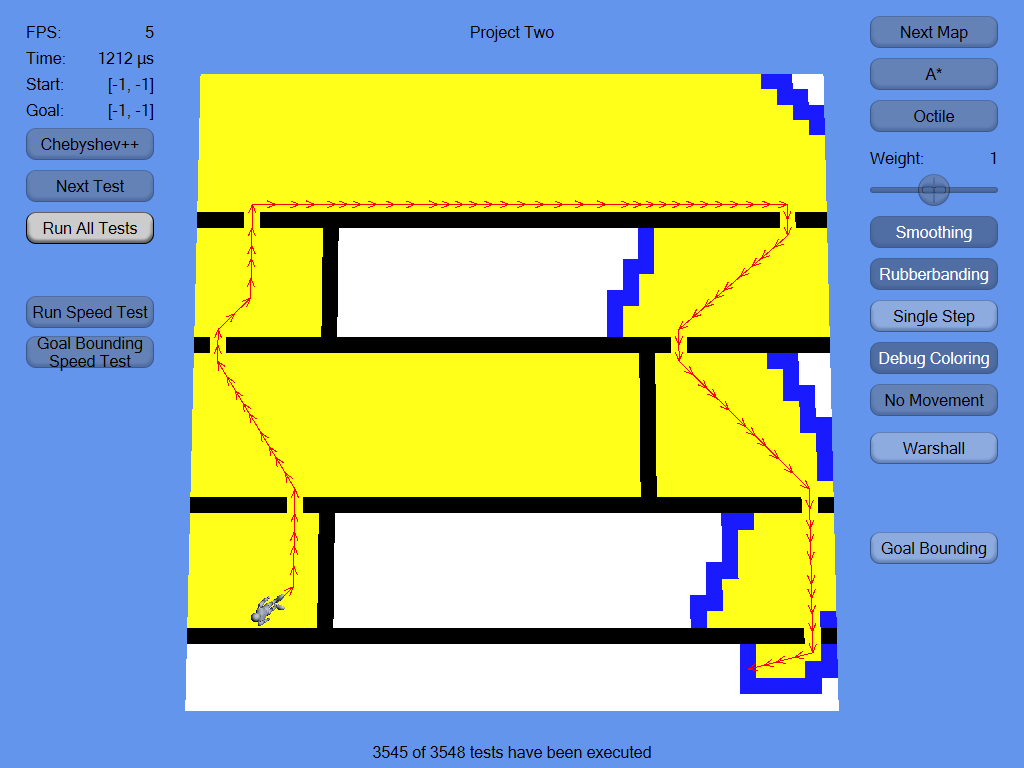 FPS: 5
Time: 1212 µs
Start: [-1, -1]
Goal: [-1, -1]
Chebyshev++
Next Test
Run All Tests
Run Speed Test
Goal Bounding
Speed Test
Project Two
Next Map
A*
Octile
Weight: 1
Smoothing
Rubberbanding
Single Step
Debug Coloring
No Movement
Warshall
Goal Bounding
3545 of 3548 tests have been executed